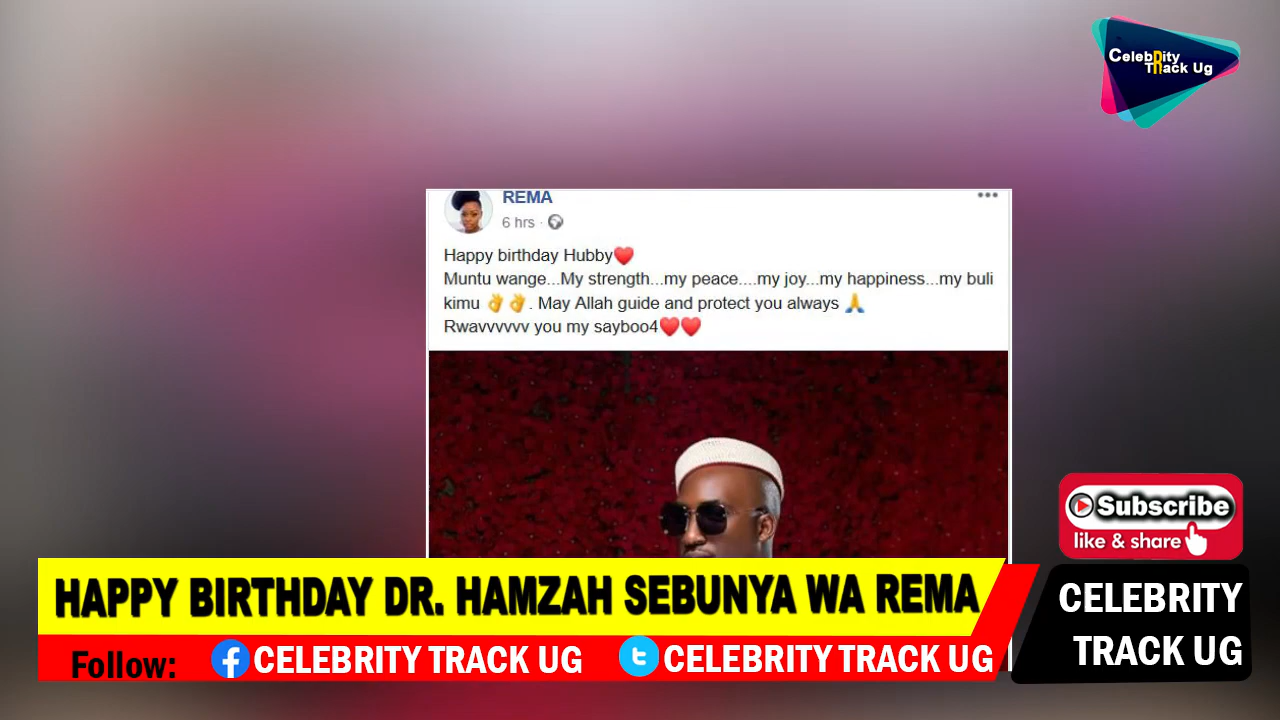 CelebRity
TRack Ug
REMA
6 hrs ·
Happy birthday Hubby❤️
Muntu wange...My strength...my peace....my joy...my happiness...my buli
kimu 👌👌. May Allah guide and protect you always 🙏
Rwavvvvvv you my sayboo4❤️❤️
Subscribe
like & share
HAPPY BIRTHDAY DR. HAMZAH SEBUNYA WA REMA
Follow: CELEBRITY TRACK UG CELEBRITY TRACK UG
CELEBRITY
TRACK UG